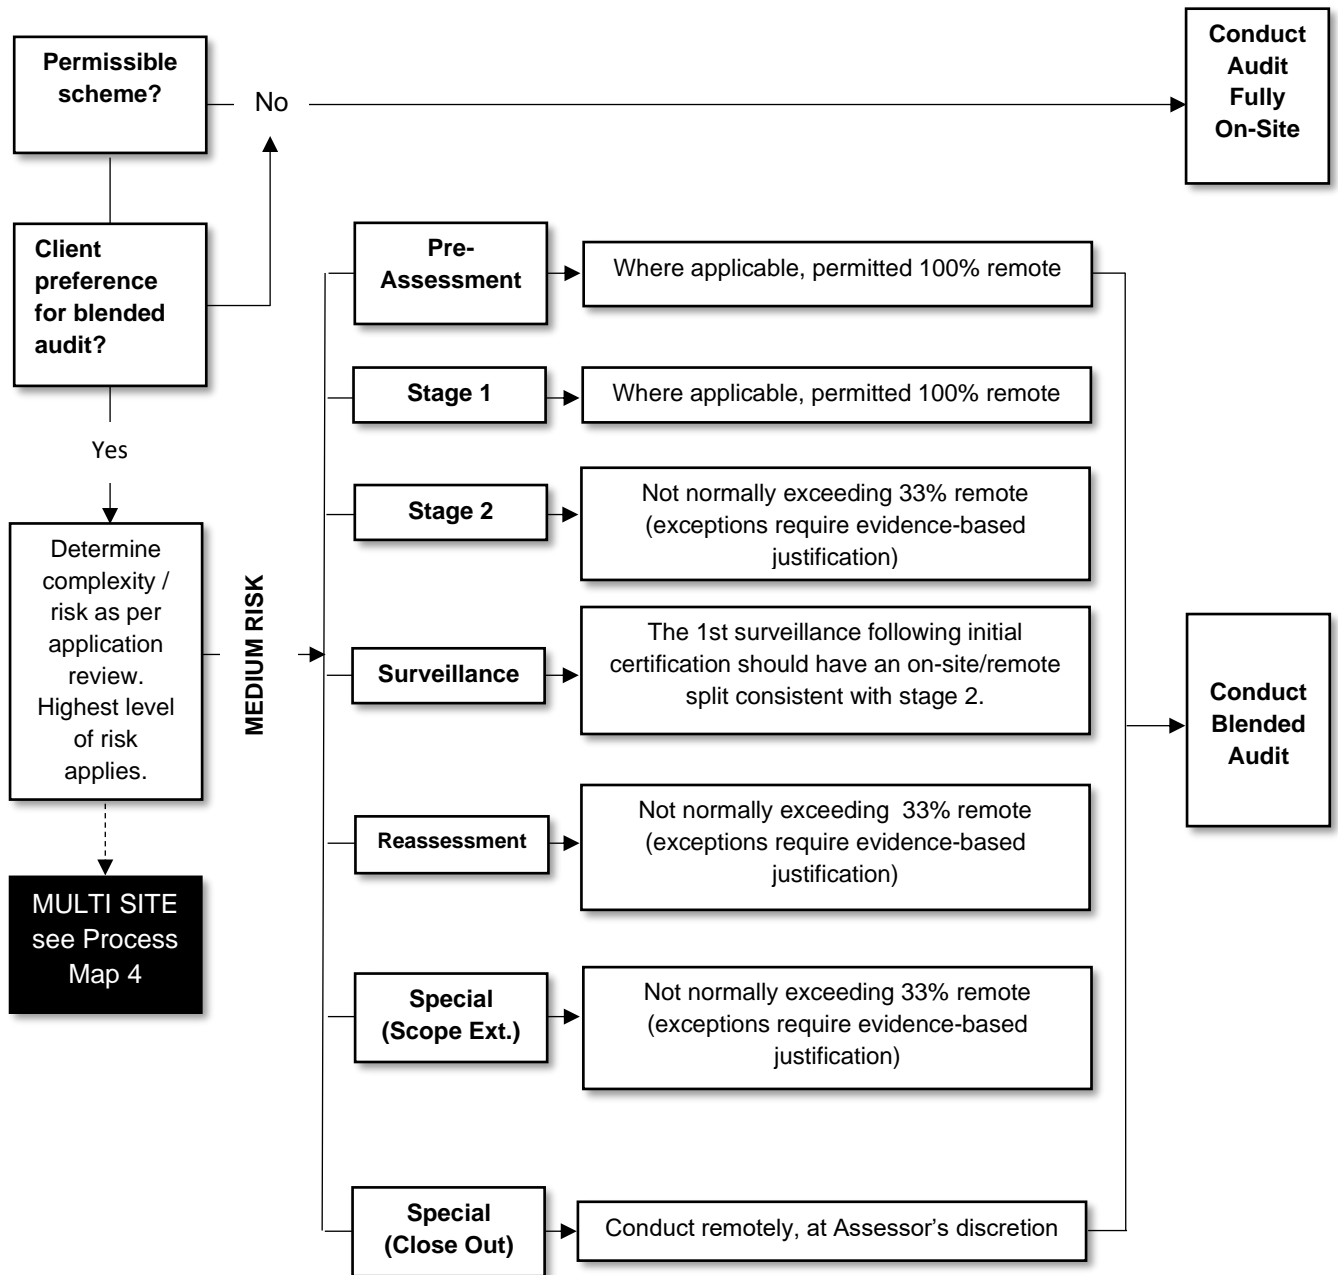 Permissible
scheme?
No
Conduct
Audit
Fully
On-Site
Client
preference
for blended
audit?
Yes
Determine
complexity /
risk as per
application
review.
Highest level
of risk
applies.
MULTI SITE
see Process
Map 4
MEDIUM RISK
Pre-
Assessment
Where applicable, permitted 100% remote
Stage 1
Where applicable, permitted 100% remote
Stage 2
Not normally exceeding 33% remote
(exceptions require evidence-based
justification)
Surveillance
The 1st surveillance following initial
certification should have an on-site/remote
split consistent with stage 2.
Reassessment
Not normally exceeding 33% remote
(exceptions require evidence-based
justification)
Special
(Scope Ext.)
Not normally exceeding 33% remote
(exceptions require evidence-based
justification)
Special
(Close Out)
Conduct remotely, at Assessor's discretion
Conduct
Blended
Audit